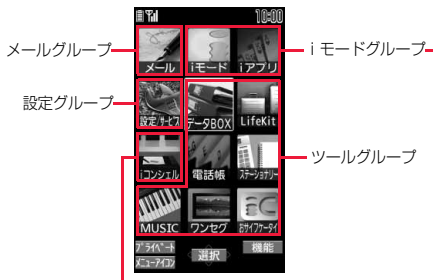 10:00
メールグループ
iモードグループ
メール
iモード
iアプリ
設定グループ
設定/サービス
データBOX
LifeKit
iコンシェル
電話帳
ステーショナリー
ツールグループ
MUSIC
ワンセグ
おサイフケータイ
プライベート
メニューアイコン
選択
機能